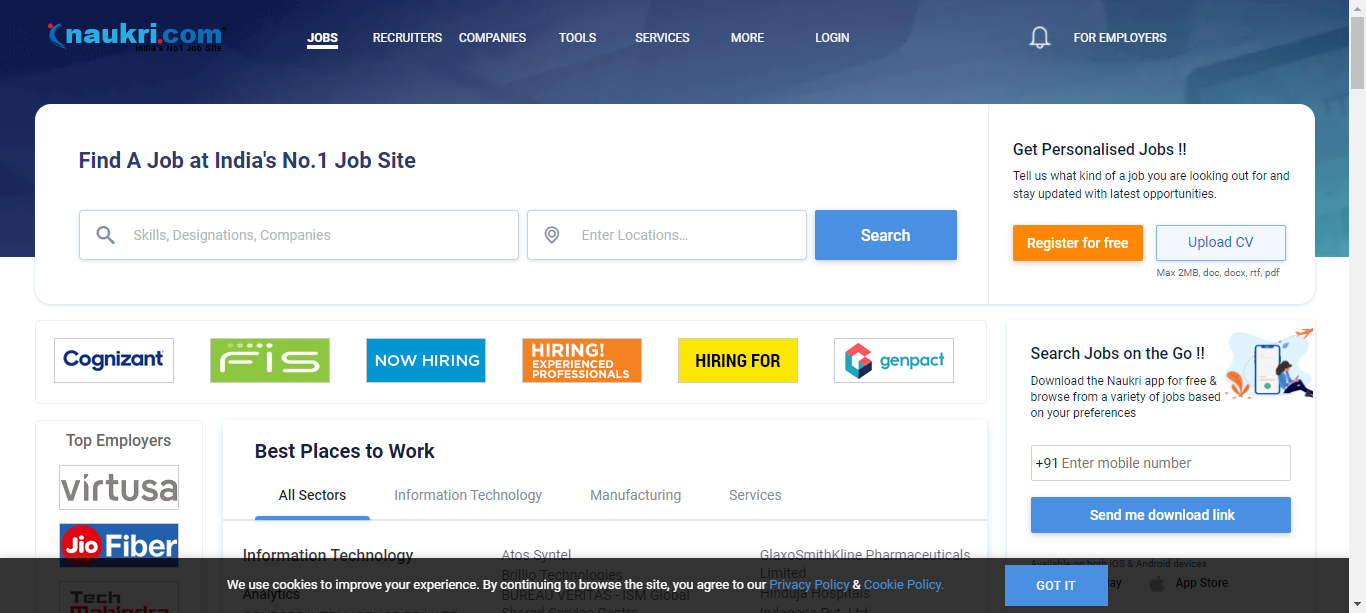 naukri.com
India's No1 Job Site
JOBS
RECRUITERS
COMPANIES
TOOLS
SERVICES
MORE
LOGIN
FOR EMPLOYERS
Find A Job at India's No.1 Job Site
Skills, Designations, Companies
Enter Locations...
Search
Get Personalised Jobs !!
Tell us what kind of a job you are looking out for and
stay updated with latest opportunities.
Register for free
Upload CV
Max 2MB, doc, docx, rtf, pdf
Cognizant
FIS
NOW HIRING
HIRING!
EXPERIENCED
PROFESSIONALS
HIRING FOR
genpact
Search Jobs on the Go !!
Download the Naukri app for free &
browse from a variety of jobs based
on your preferences
+91 Enter mobile number
Send me download link
Available on both iOS & Android devices
App Store
Top Employers
virtusa
Jio Fiber
Tech
Mahindra
Best Places to Work
All Sectors
Information Technology
Manufacturing
Services
Information Technology
Analytics
Atos Syntel
Brillio Technologies
BUREAU VERITAS - ISM Global
Shared Service Centre
GlaxoSmithKline Pharmaceuticals
Limited
Hinduja Hospitals
Indegene Pvt. Ltd.
We use cookies to improve your experience. By continuing to browse the site, you agree to our Privacy Policy & Cookie Policy.
GOT IT